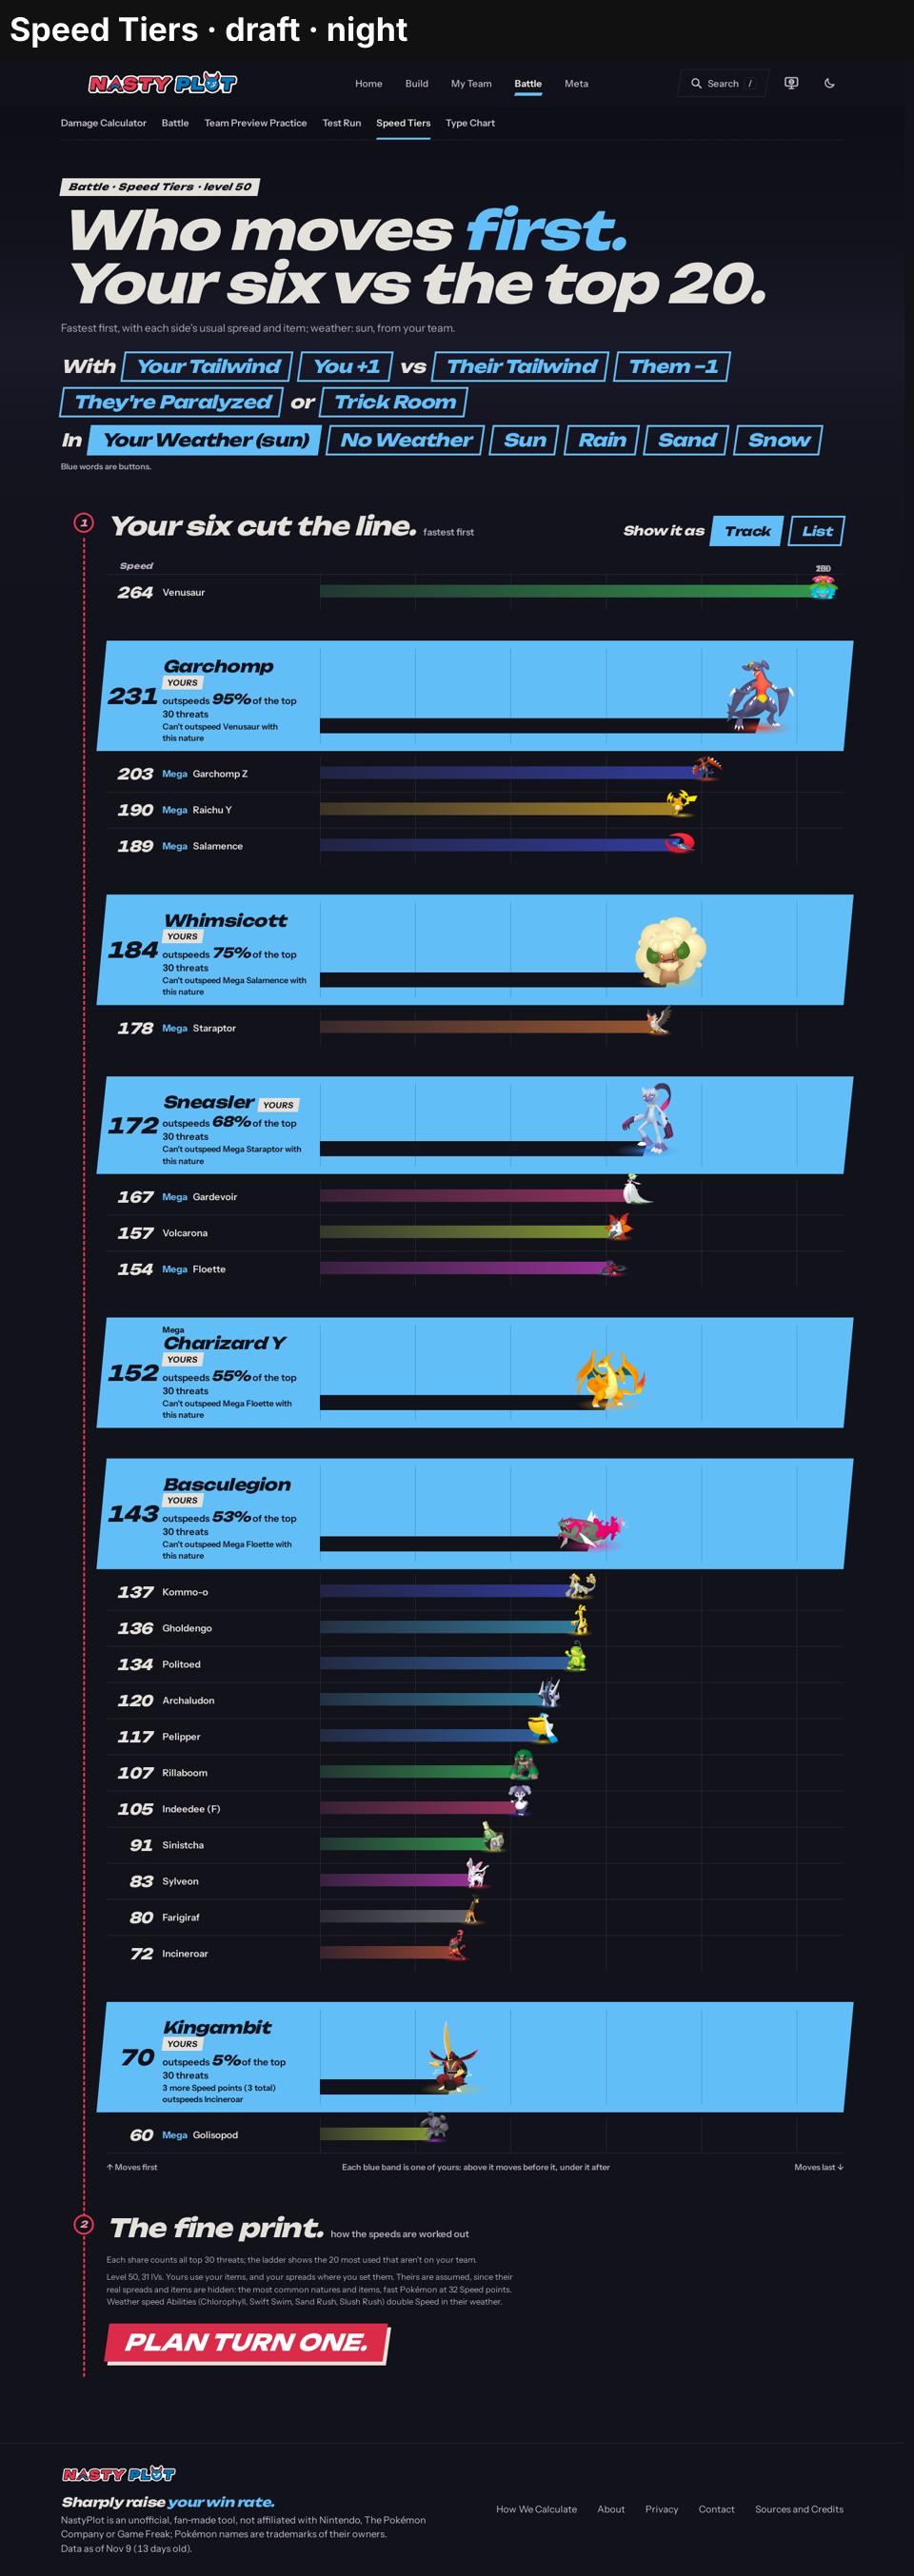 Speed Tiers · draft · night
NASTY PLOT
Home Build My Team Battle Meta
Search /
Damage Calculator Battle Team Preview Practice Test Run Speed Tiers Type Chart
Battle · Speed Tiers · level 50
Who moves first.
Your six vs the top 20.
Fastest first, with each side's usual spread and item; weather: sun, from your team.
With Your Tailwind You +1 vs Their Tailwind Them −1
They're Paralyzed or Trick Room
In Your Weather (sun) No Weather Sun Rain Sand Snow
Blue words are buttons.
1 Your six cut the line. fastest first
Show it as Track List
Speed
264 Venusaur
Garchomp
YOURS
231 outspeeds 95% of the top
30 threats
Can't outspeed Venusaur with
this nature
203 Mega Garchomp Z
190 Mega Raichu Y
189 Mega Salamence
Whimsicott
YOURS
184 outspeeds 75% of the top
30 threats
Can't outspeed Mega Salamence with
this nature
178 Mega Staraptor
Sneasler YOURS
172 outspeeds 68% of the top
30 threats
Can't outspeed Mega Staraptor with
this nature
167 Mega Gardevoir
157 Volcarona
154 Mega Floette
Mega
Charizard Y
YOURS
152 outspeeds 55% of the top
30 threats
Can't outspeed Mega Floette with
this nature
Basculegion
YOURS
143 outspeeds 53% of the top
30 threats
Can't outspeed Mega Floette with
this nature
137 Kommo-o
136 Gholdengo
134 Politoed
120 Archaludon
117 Pelipper
107 Rillaboom
105 Indeedee (F)
91 Sinistcha
83 Sylveon
80 Farigiraf
72 Incineroar
Kingambit
YOURS
70 outspeeds 5% of the top
30 threats
3 more Speed points (3 total)
outspeeds Incineroar
60 Mega Golisopod
↑ Moves first Each blue band is one of yours: above it moves before it, under it after Moves last ↓
2 The fine print. how the speeds are worked out
Each share counts all top 30 threats; the ladder shows the 20 most used that aren't on your team.
Level 50, 31 IVs. Yours use your items, and your spreads where you set them. Theirs are assumed, since their
real spreads and items are hidden: the most common natures and items, fast Pokémon at 32 Speed points.
Weather speed Abilities (Chlorophyll, Swift Swim, Sand Rush, Slush Rush) double Speed in their weather.
PLAN TURN ONE.
NASTY PLOT
Sharply raise your win rate.
NastyPlot is an unofficial, fan-made tool, not affiliated with Nintendo, The Pokémon
Company or Game Freak; Pokémon names are trademarks of their owners.
Data as of Nov 9 (13 days old).
How We Calculate About Privacy Contact Sources and Credits